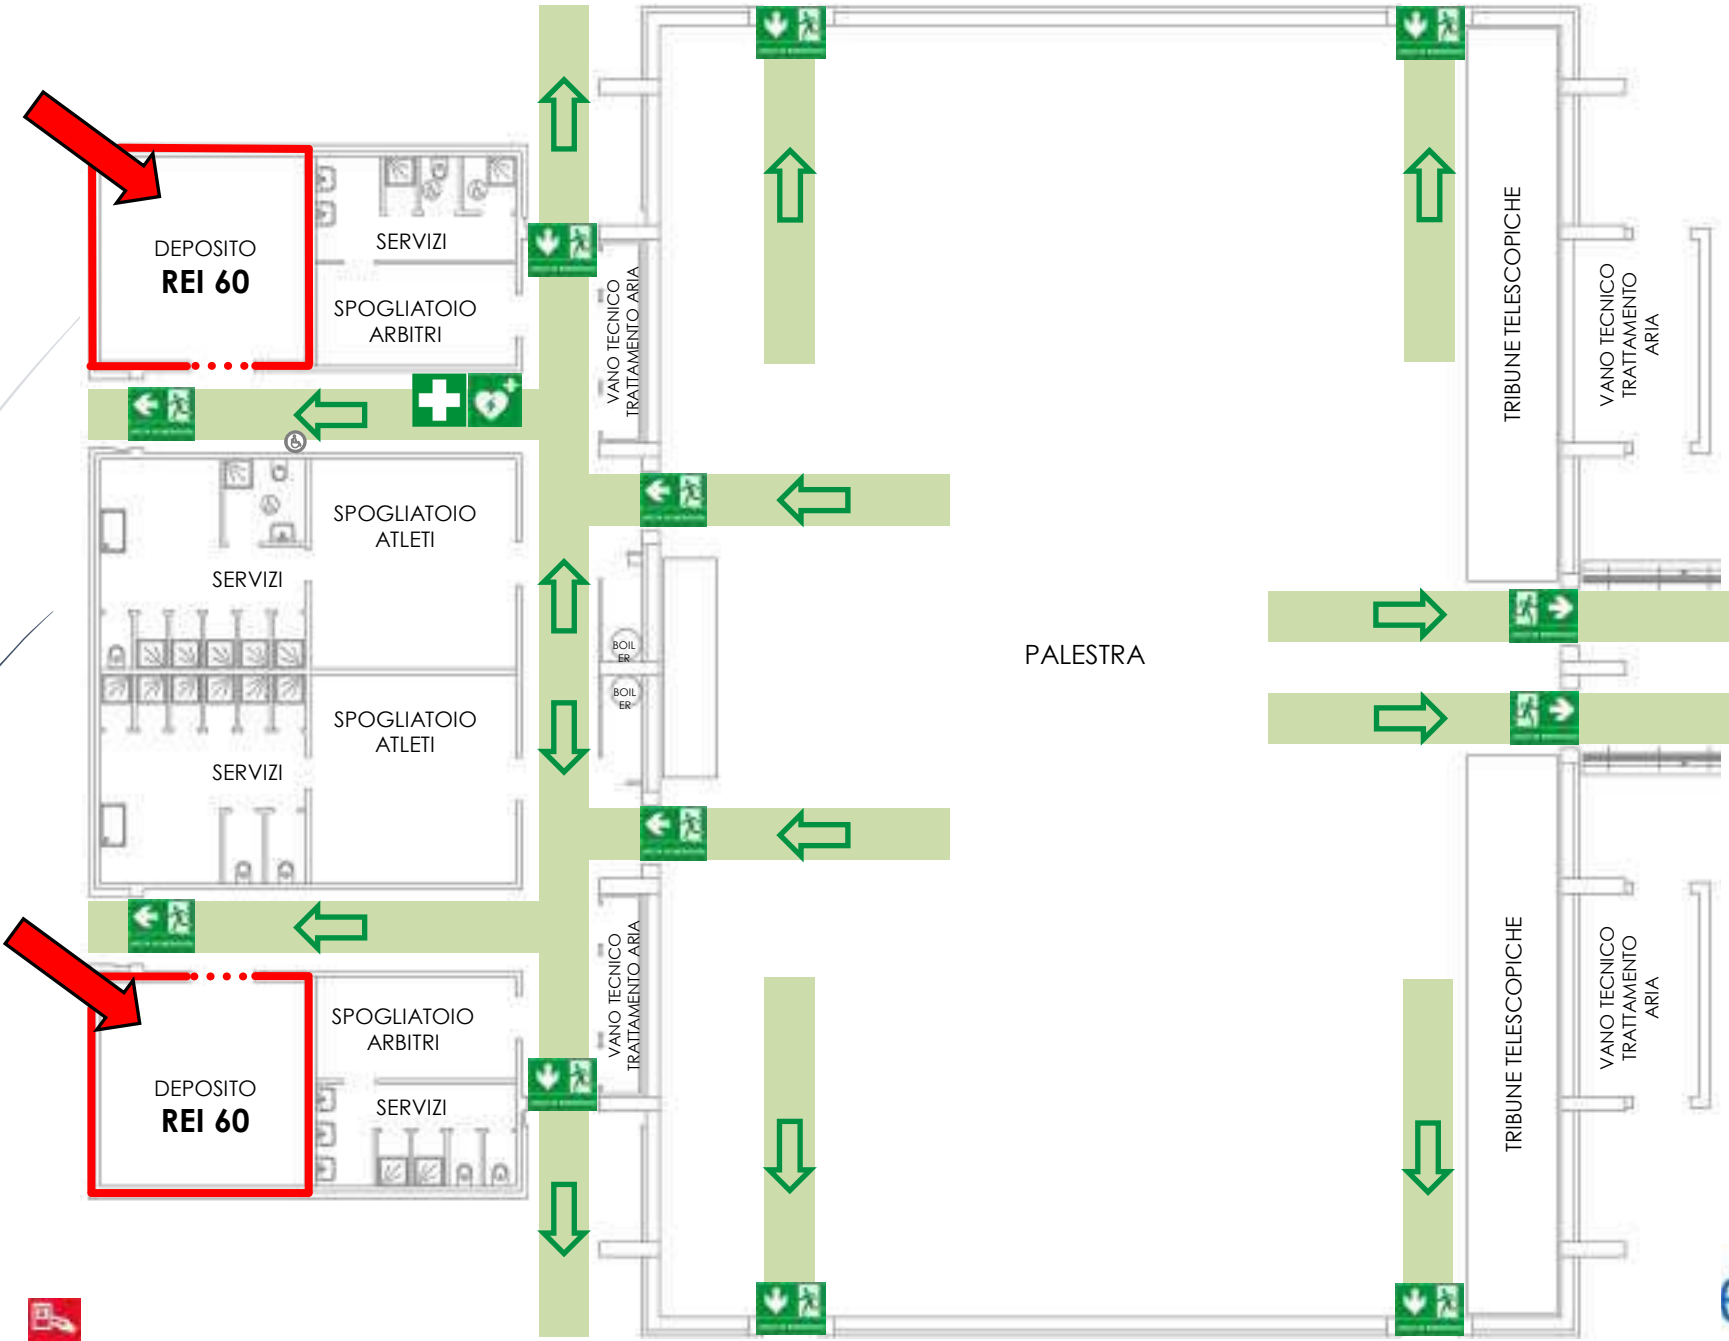 DEPOSITO
REI 60
SERVIZI
SPOGLIATOIO
ARBITRI
VANO TECNICO
TRATTAMENTO ARIA
TRIBUNE TELESCOPICHE
VANO TECNICO
TRATTAMENTO
ARIA
SPOGLIATOIO
ATLETI
SERVIZI
BOIL
ER
BOIL
ER
PALESTRA
SPOGLIATOIO
ATLETI
SERVIZI
VANO TECNICO
TRATTAMENTO ARIA
TRIBUNE TELESCOPICHE
VANO TECNICO
TRATTAMENTO
ARIA
SPOGLIATOIO
ARBITRI
DEPOSITO
REI 60
SERVIZI